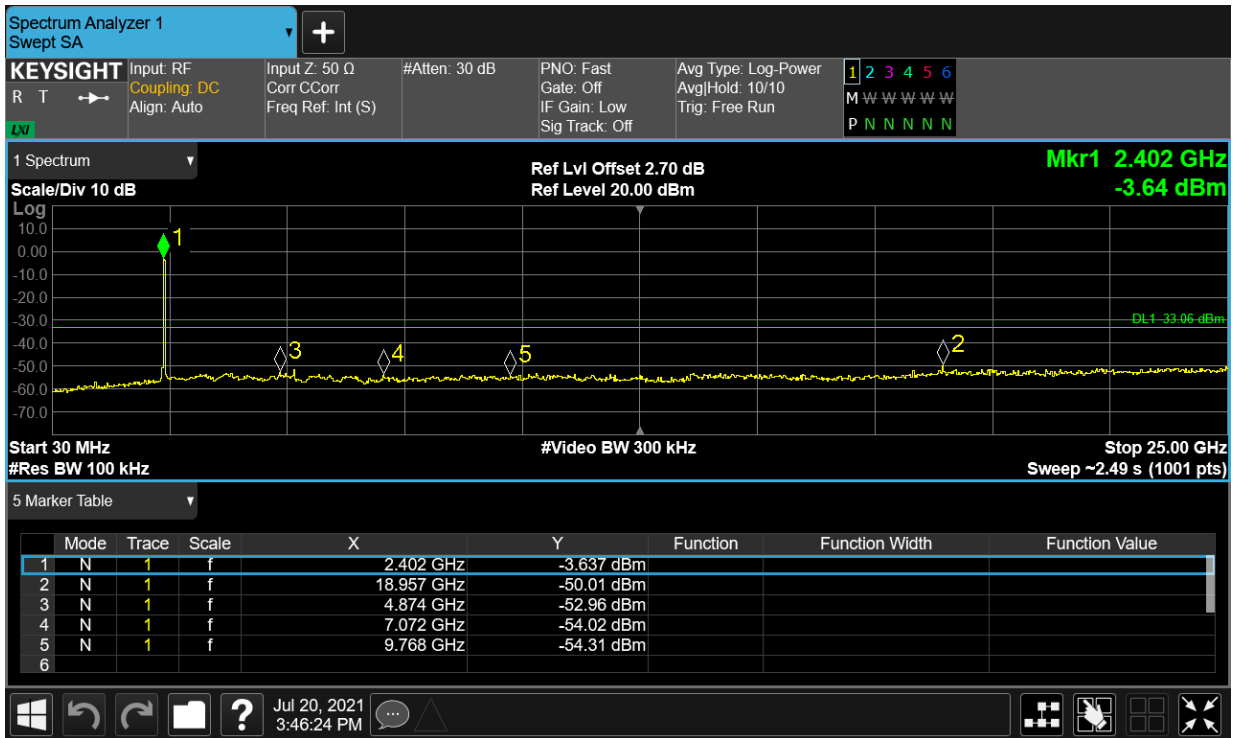 Spectrum Analyzer 1
Swept SA
KEYSIGHT
R T
LXI
Input: RF
Coupling: DC
Align: Auto
Input Z: 50 Ω
Corr CCorr
Freq Ref: Int (S)
#Atten: 30 dB
PNO: Fast
Gate: Off
IF Gain: Low
Sig Track: Off
Avg Type: Log-Power
Avg|Hold: 10/10
Trig: Free Run
1 2 3 4 5 6
M W W W W W
P N N N N N
1 Spectrum
Scale/Div 10 dB
Ref Lvl Offset 2.70 dB
Ref Level 20.00 dBm
Mkr1 2.402 GHz
-3.64 dBm
Log
10.0
0.00
-10.0
-20.0
-30.0
-40.0
-50.0
-60.0
-70.0
1
3
4
5
2
DL1 -33.06 dBm
Start 30 MHz
#Video BW 300 kHz
Stop 25.00 GHz
#Res BW 100 kHz
Sweep ~2.49 s (1001 pts)
5 Marker Table
Mode Trace Scale X Y Function Function Width Function Value
1 N 1 f 2.402 GHz -3.637 dBm
2 N 1 f 18.957 GHz -50.01 dBm
3 N 1 f 4.874 GHz -52.96 dBm
4 N 1 f 7.072 GHz -54.02 dBm
5 N 1 f 9.768 GHz -54.31 dBm
6
?
Jul 20, 2021
3:46:24 PM